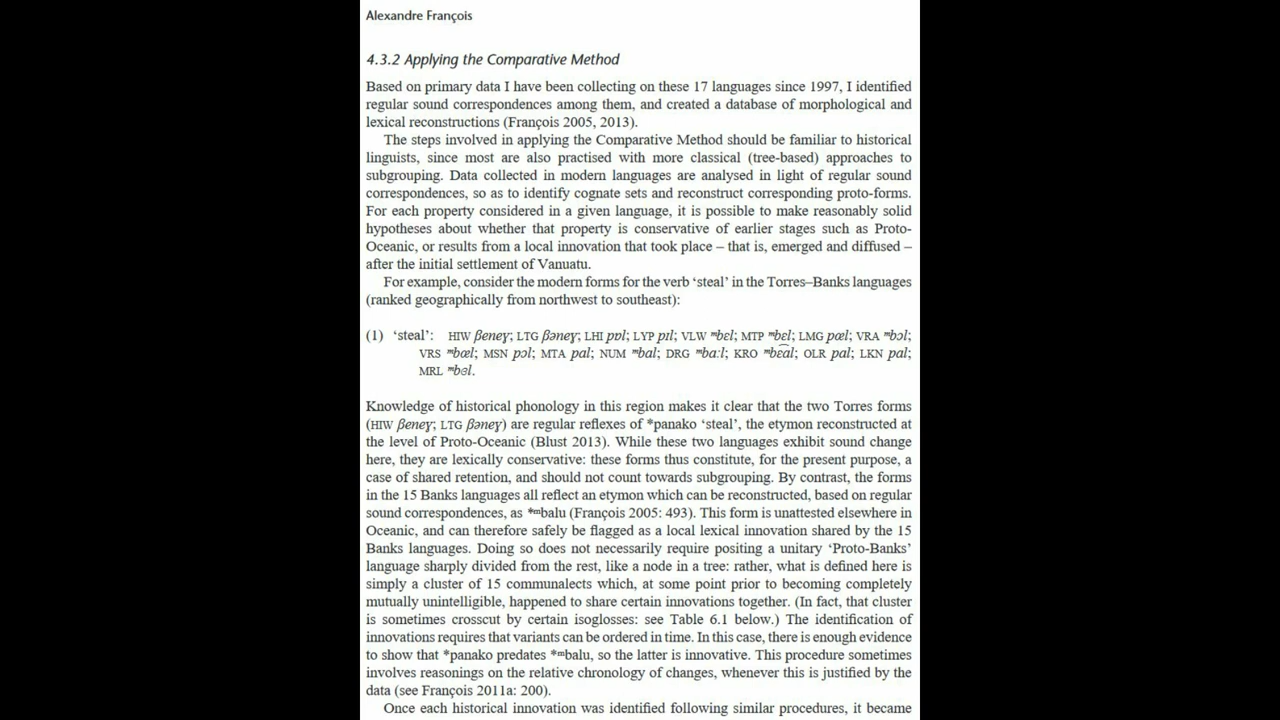 Alexandre François
4.3.2 Applying the Comparative Method
Based on primary data I have been collecting on these 17 languages since 1997, I identified
regular sound correspondences among them, and created a database of morphological and
lexical reconstructions (François 2005, 2013).
The steps involved in applying the Comparative Method should be familiar to historical
linguists, since most are also practised with more classical (tree-based) approaches to
subgrouping. Data collected in modern languages are analysed in light of regular sound
correspondences, so as to identify cognate sets and reconstruct corresponding proto-forms.
For each property considered in a given language, it is possible to make reasonably solid
hypotheses about whether that property is conservative of earlier stages such as Proto-
Oceanic, or results from a local innovation that took place – that is, emerged and diffused –
after the initial settlement of Vanuatu.
For example, consider the modern forms for the verb ‘steal’ in the Torres–Banks languages
(ranked geographically from northwest to southeast):
(1) ‘steal’: HIW βeneɣ; LTG βəneɣ; LHI pɒl; LYP pɪl; VLW ᵐbɛl; MTP ᵐbɛl; LMG pæl; VRA ᵐbɔl;
VRS ᵐbœl; MSN pɔl; MTA pal; NUM ᵐbal; DRG ᵐbaːl; KRO ᵐbɛ͡al; OLR pal; LKN pal;
MRL ᵐbɵl.
Knowledge of historical phonology in this region makes it clear that the two Torres forms
(HIW βeneɣ; LTG βəneɣ) are regular reflexes of *panako ‘steal’, the etymon reconstructed at
the level of Proto-Oceanic (Blust 2013). While these two languages exhibit sound change
here, they are lexically conservative: these forms thus constitute, for the present purpose, a
case of shared retention, and should not count towards subgrouping. By contrast, the forms
in the 15 Banks languages all reflect an etymon which can be reconstructed, based on regular
sound correspondences, as *ᵐbalu (François 2005: 493). This form is unattested elsewhere in
Oceanic, and can therefore safely be flagged as a local lexical innovation shared by the 15
Banks languages. Doing so does not necessarily require positing a unitary ‘Proto-Banks’
language sharply divided from the rest, like a node in a tree: rather, what is defined here is
simply a cluster of 15 communalects which, at some point prior to becoming completely
mutually unintelligible, happened to share certain innovations together. (In fact, that cluster
is sometimes crosscut by certain isoglosses: see Table 6.1 below.) The identification of
innovations requires that variants can be ordered in time. In this case, there is enough evidence
to show that *panako predates *ᵐbalu, so the latter is innovative. This procedure sometimes
involves reasonings on the relative chronology of changes, whenever this is justified by the
data (see François 2011a: 200).
Once each historical innovation was identified following similar procedures, it became